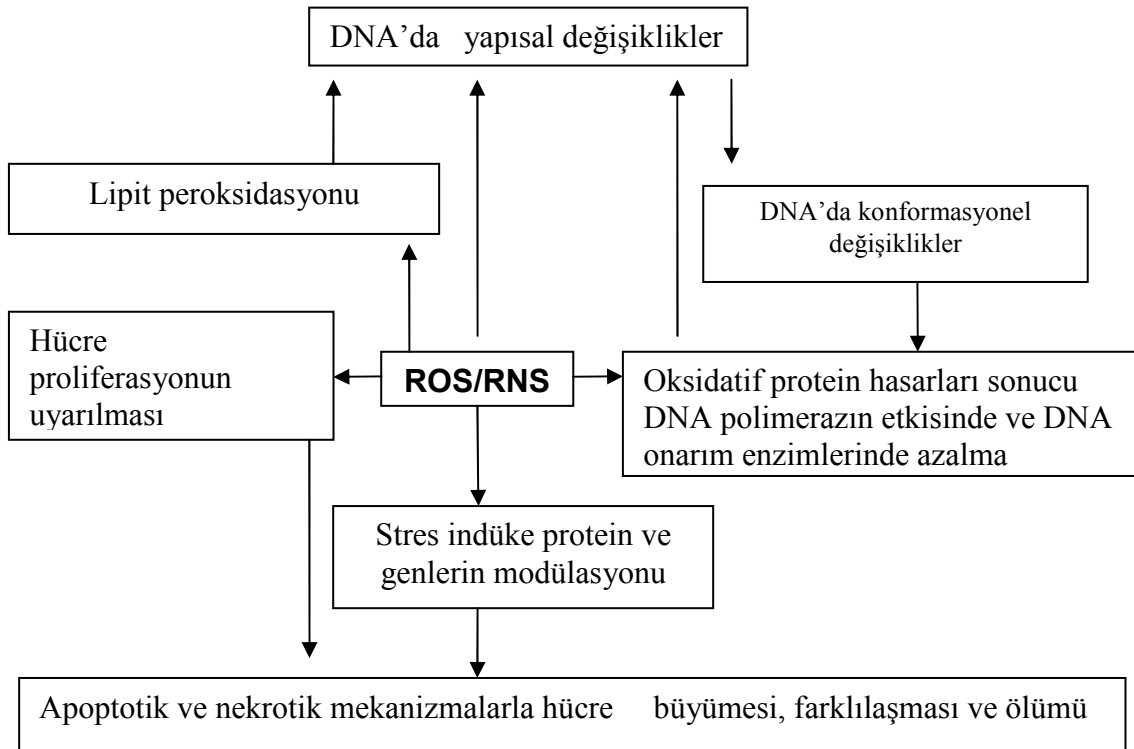 DNA’da yapısal değişiklikler
Lipit peroksidasyonu
DNA’da konformasyonel
değişiklikler
Hücre
proliferasyonun
uyarılması
ROS/RNS
Oksidatif protein hasarları sonucu
DNA polimerazın etkisinde ve DNA
onarım enzimlerinde azalma
Stres indüke protein ve
genlerin modülasyonu
Apoptotik ve nekrotik mekanizmalarla hücre büyümesi, farklılaşması ve ölümü